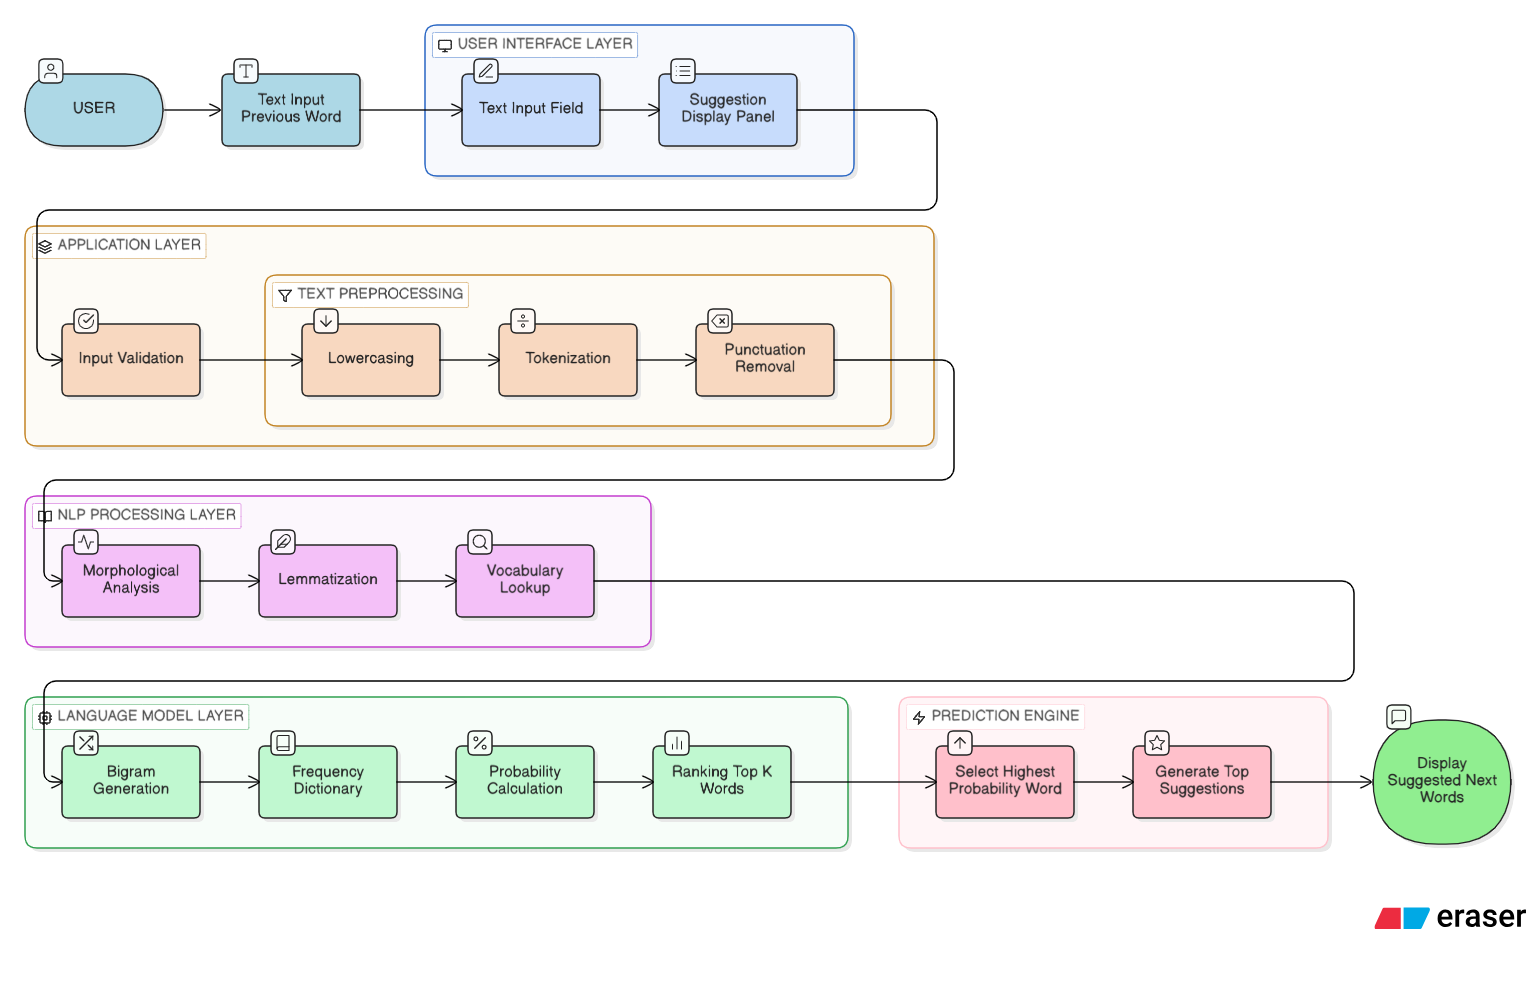 USER
Text Input
Previous Word
USER INTERFACE LAYER
Text Input Field
Suggestion
Display Panel
APPLICATION LAYER
Input Validation
TEXT PREPROCESSING
Lowercasing
Tokenization
Punctuation
Removal
NLP PROCESSING LAYER
Morphological
Analysis
Lemmatization
Vocabulary
Lookup
LANGUAGE MODEL LAYER
Bigram
Generation
Frequency
Dictionary
Probability
Calculation
Ranking Top K
Words
PREDICTION ENGINE
Select Highest
Probability Word
Generate Top
Suggestions
Display
Suggested Next
Words
eraser